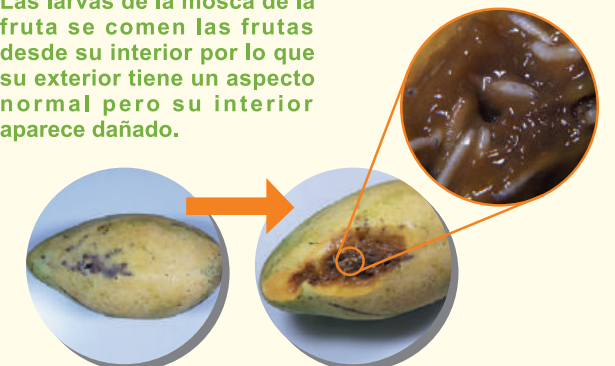 Las larvas de la mosca de la
fruta se comen las frutas
desde su interior por lo que
su exterior tiene un aspecto
normal pero su interior
aparece dañado.